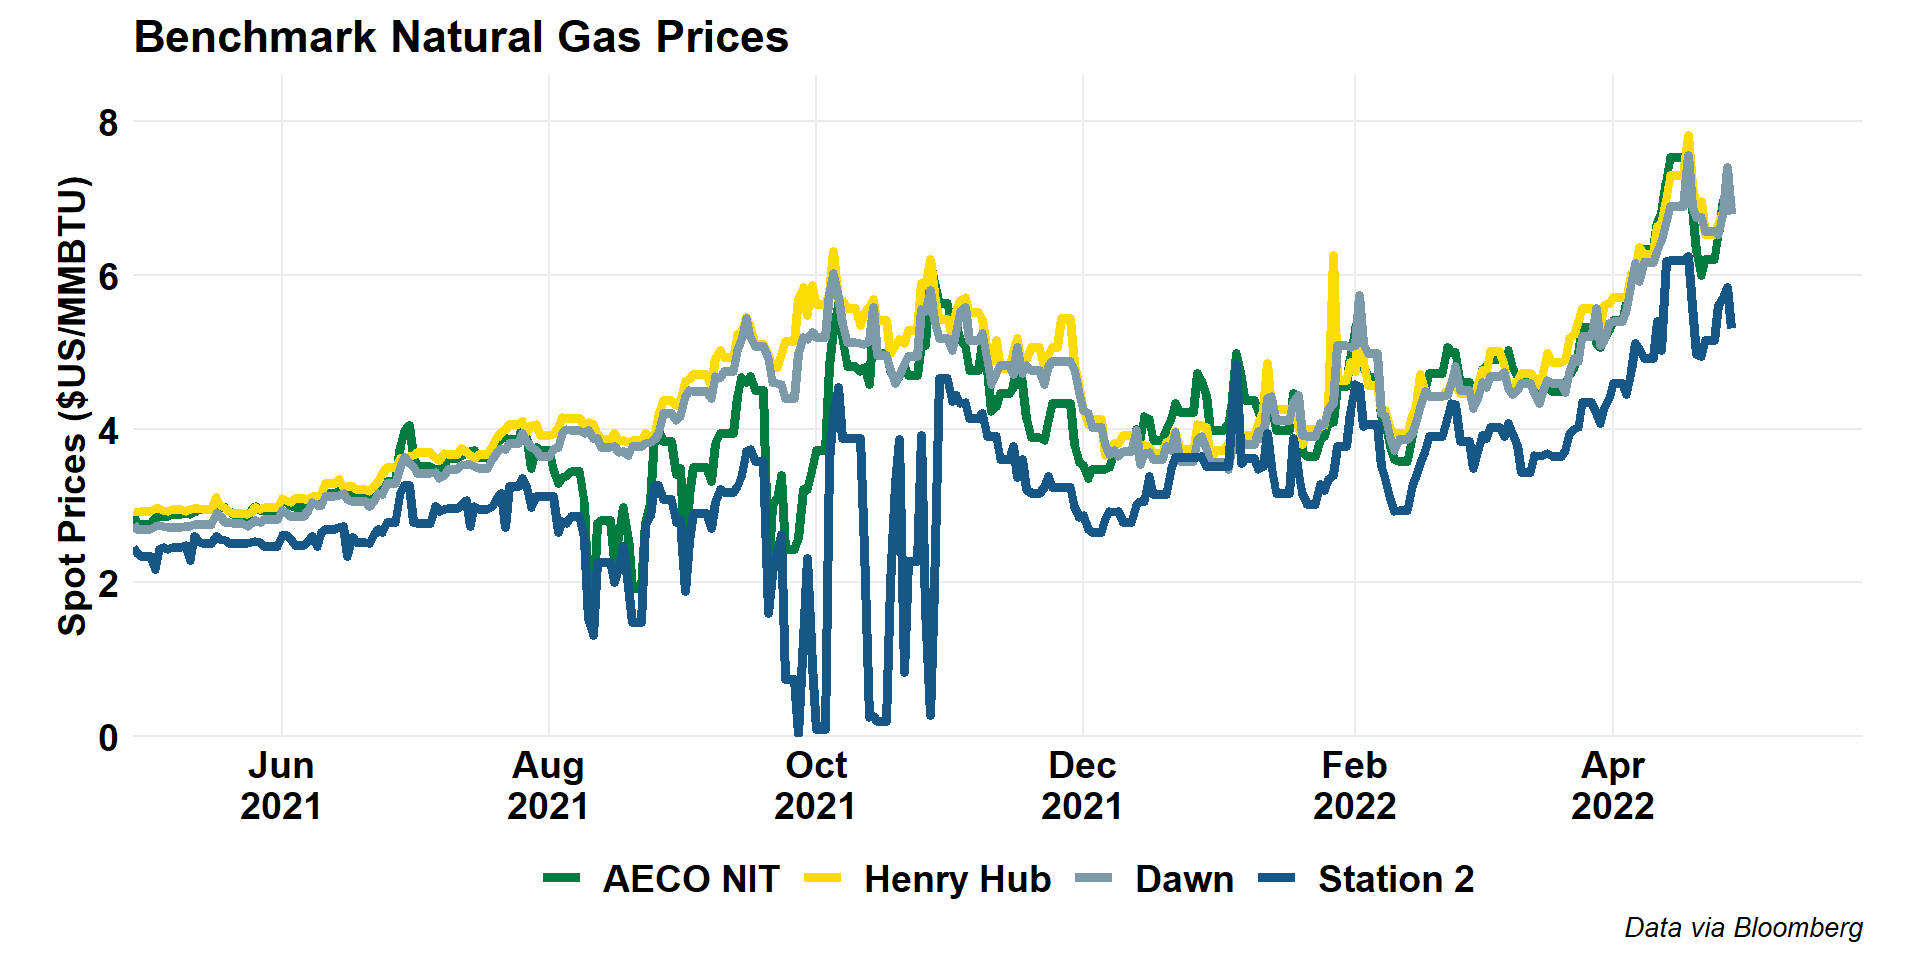 Benchmark Natural Gas Prices
Spot Prices ($US/MMBTU)
8
6
4
2
0
Jun Aug Oct Dec Feb Apr
2021 2021 2021 2021 2022 2022
AECO NIT Henry Hub Dawn Station 2
Data via Bloomberg